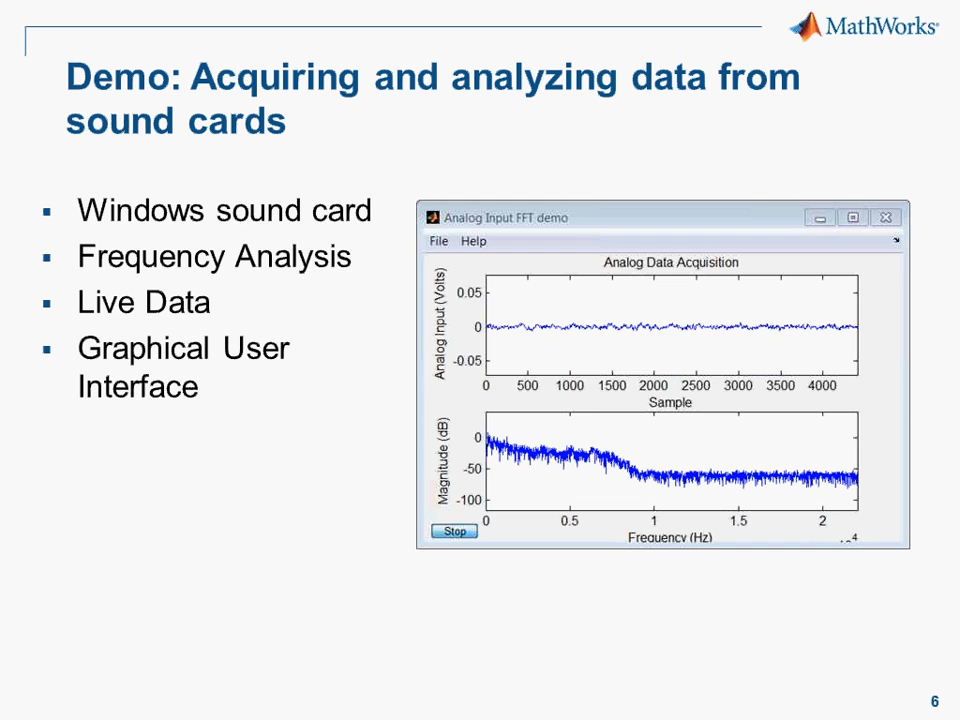 MathWorks®
Demo: Acquiring and analyzing data from
sound cards
▪ Windows sound card
▪ Frequency Analysis
▪ Live Data
▪ Graphical User
Interface
Analog Input FFT demo
File Help
Analog Data Acquisition
Analog Input (Volts)
0.05
0
-0.05
0 500 1000 1500 2000 2500 3000 3500 4000
Sample
Magnitude (dB)
0
-50
-100
0 0.5 1 1.5 2
Frequency (Hz)
Stop
6